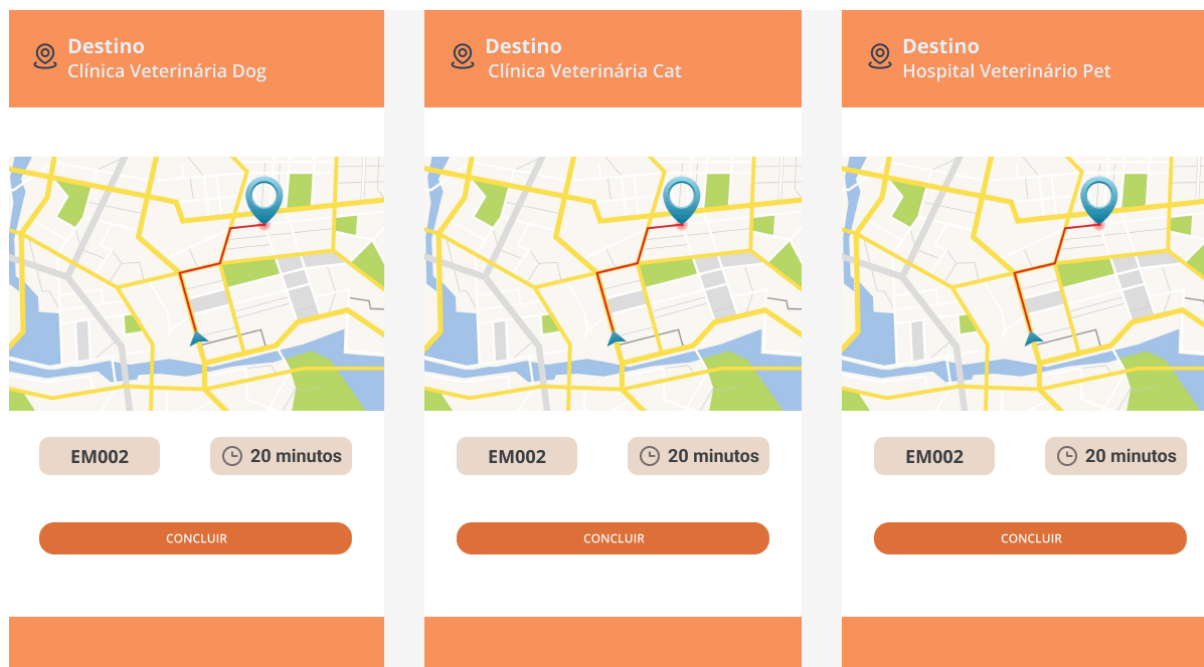 Destino
Clínica Veterinária Dog
EM002
20 minutos
CONCLUIR
Destino
Clínica Veterinária Cat
EM002
20 minutos
CONCLUIR
Destino
Hospital Veterinário Pet
EM002
20 minutos
CONCLUIR